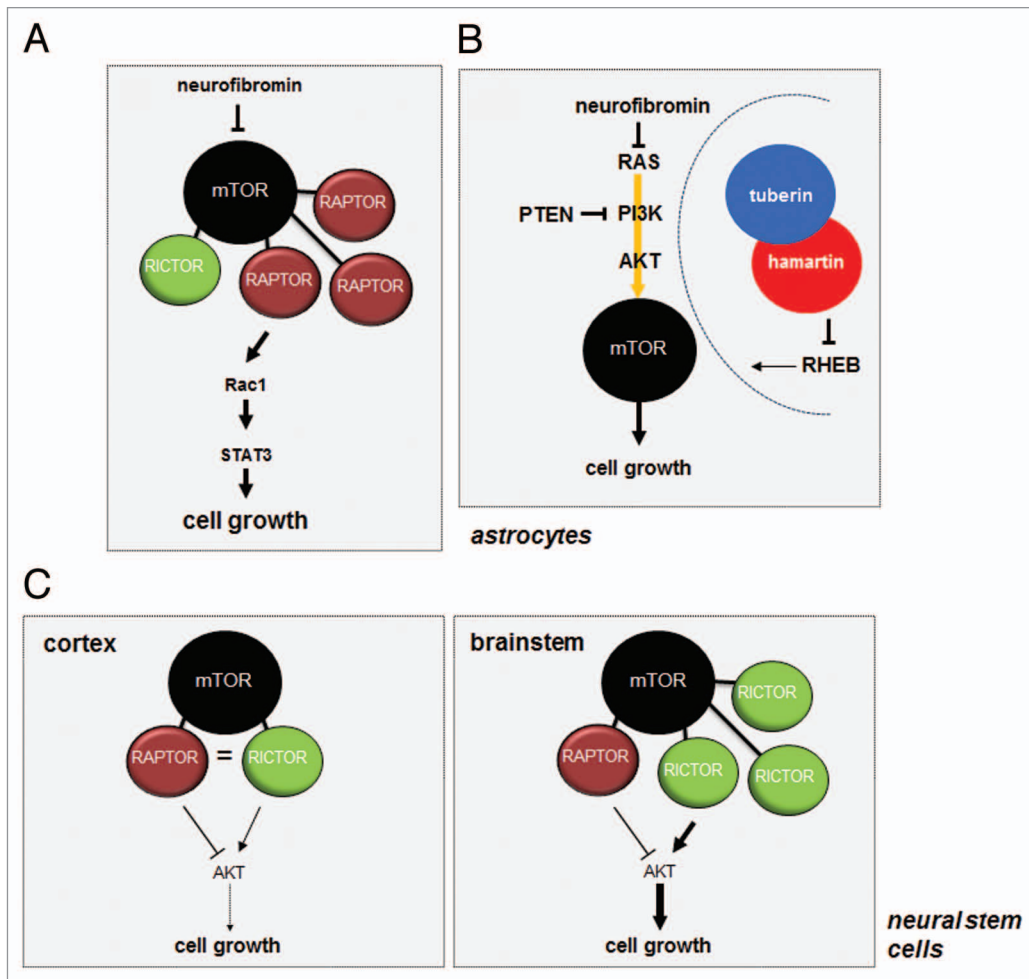 A
neurofibromin
mTOR
RAPTOR
RICTOR
RAPTOR
RAPTOR
Rac1
STAT3
cell growth
B
neurofibromin
RAS
PTEN
PI3K
AKT
mTOR
cell growth
tuberin
hamartin
RHEB
astrocytes
C
cortex
mTOR
RAPTOR = RICTOR
AKT
cell growth
brainstem
mTOR
RICTOR
RAPTOR
RICTOR
RICTOR
AKT
cell growth
neural stem
cells